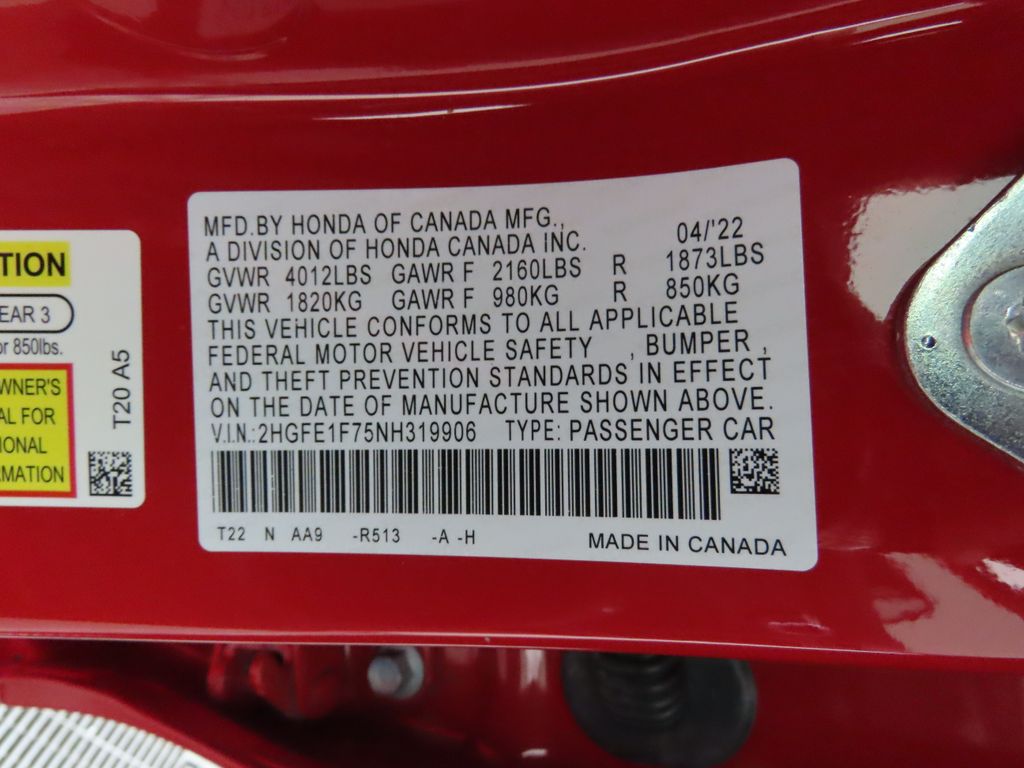 TION
EAR 3
or 850lbs.
WNER'S
AL FOR
IONAL
MATION
T20 A5
MFD.BY HONDA OF CANADA MFG.,
A DIVISION OF HONDA CANADA INC. 04/'22
GVWR 4012LBS GAWR F 2160LBS R 1873LBS
GVWR 1820KG GAWR F 980KG R 850KG
THIS VEHICLE CONFORMS TO ALL APPLICABLE
FEDERAL MOTOR VEHICLE SAFETY , BUMPER ,
AND THEFT PREVENTION STANDARDS IN EFFECT
ON THE DATE OF MANUFACTURE SHOWN ABOVE.
V.I.N.:2HGFE1F75NH319906 TYPE: PASSENGER CAR
T22 N AA9 -R513 -A -H MADE IN CANADA